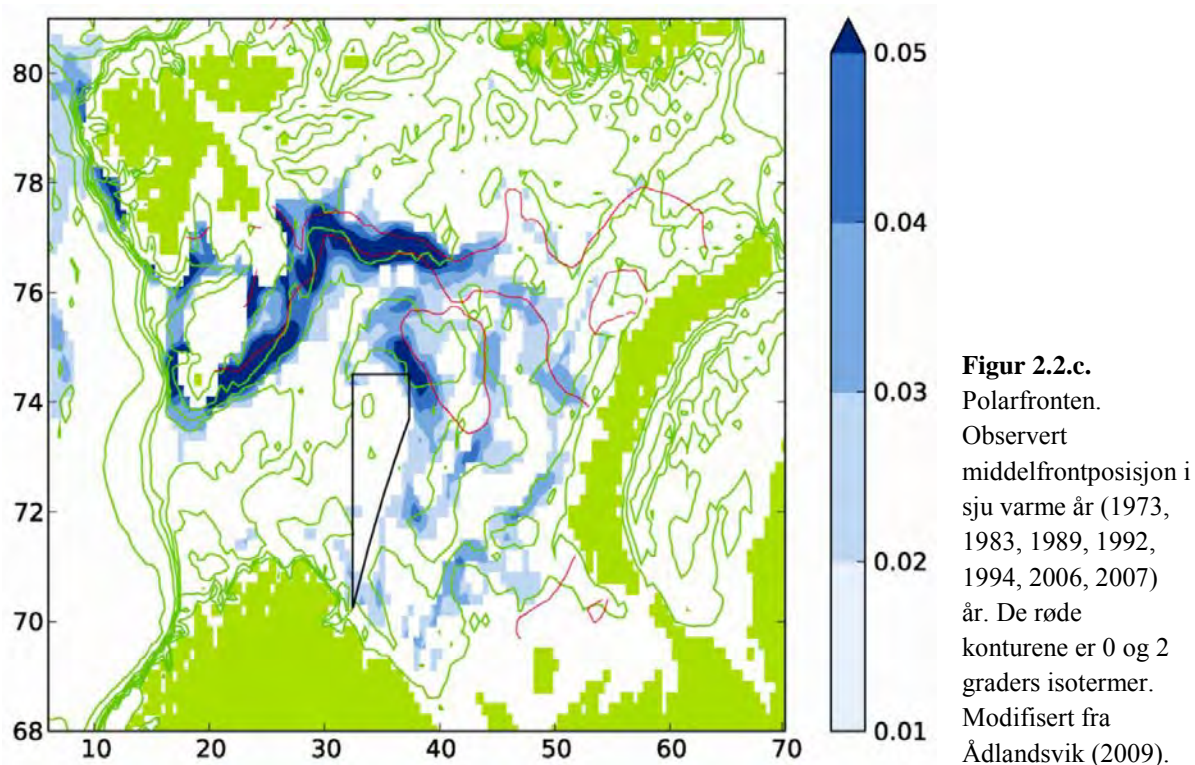 80
78
76
74
72
70
68
10
20
30
40
50
60
70
0.05
0.04
0.03
0.02
0.01
Figur 2.2.c.
Polarfronten.
Observert
middelfrontposisjon i
sju varme år (1973,
1983, 1989, 1992,
1994, 2006, 2007)
år. De røde
konturene er 0 og 2
graders isotermer.
Modifisert fra
Ådlandsvik (2009).